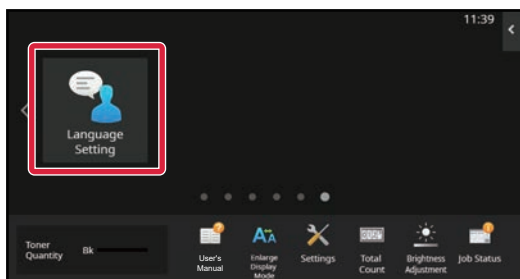 11:39
Language
Setting
Toner
Quantity
Bk
User's
Manual
Enlarge
Display
Mode
Settings
Total
Count
Brightness
Adjustment
Job Status